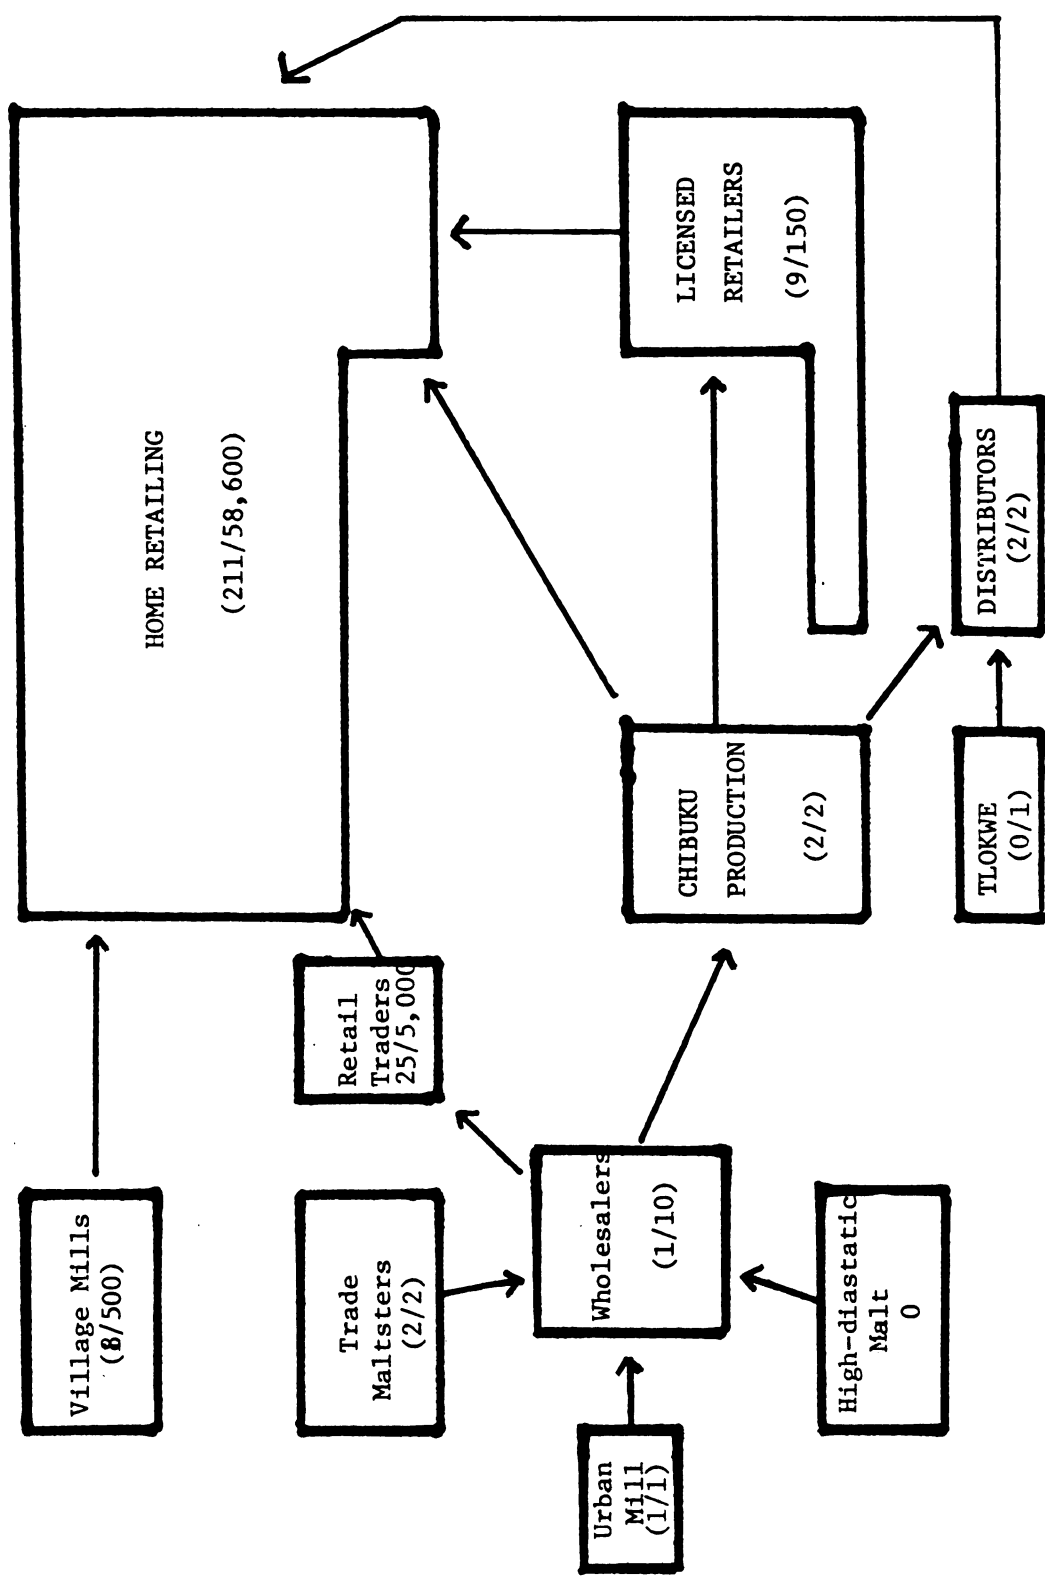 Village Mills
(8/500)
HOME RETAILING
(211/58,600)
Trade
Maltsters
(2/2)
Retail
Traders
25/5,000
Urban
Mill
(1/1)
Wholesalers
(1/10)
CHIBUKU
PRODUCTION
(2/2)
LICENSED
RETAILERS
(9/150)
High-diastatic
Malt
0
TLOKWE
(0/1)
DISTRIBUTORS
(2/2)